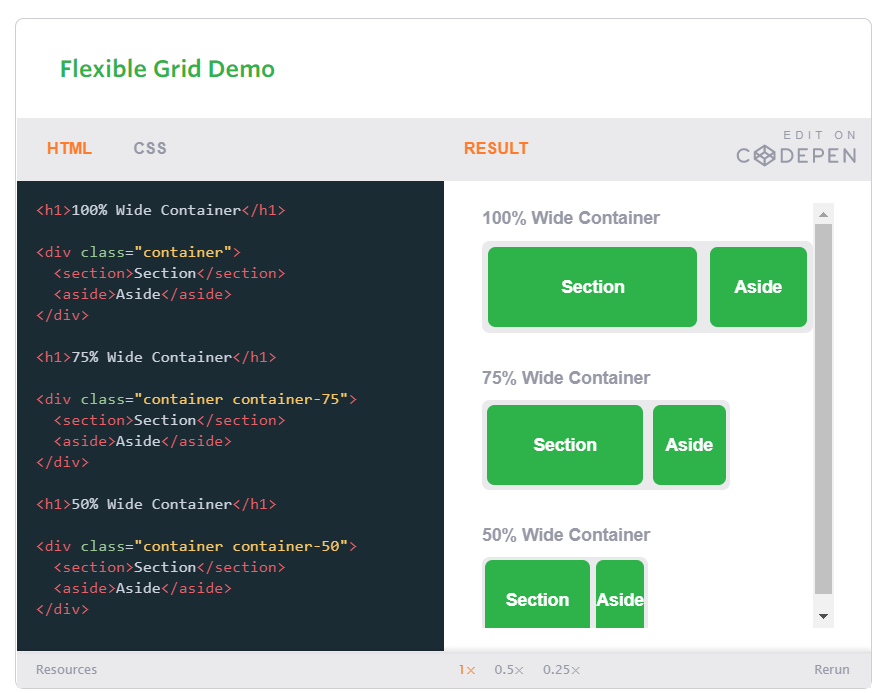 Flexible Grid Demo
HTML CSS RESULT EDIT ON
CODEPEN
<h1>100% Wide Container</h1>
<div class="container">
<section>Section</section>
<aside>Aside</aside>
</div>
<h1>75% Wide Container</h1>
<div class="container container-75">
<section>Section</section>
<aside>Aside</aside>
</div>
<h1>50% Wide Container</h1>
<div class="container container-50">
<section>Section</section>
<aside>Aside</aside>
</div>
100% Wide Container
Section Aside
75% Wide Container
Section Aside
50% Wide Container
Section Aside
Resources 1× 0.5× 0.25× Rerun